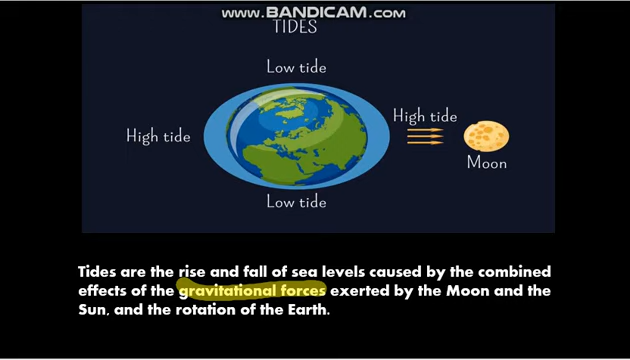 www.BANDICAM.com
TIDES
Low tide
High tide
High tide
Moon
Low tide
Tides are the rise and fall of sea levels caused by the combined
effects of the gravitational forces exerted by the Moon and the
Sun, and the rotation of the Earth.